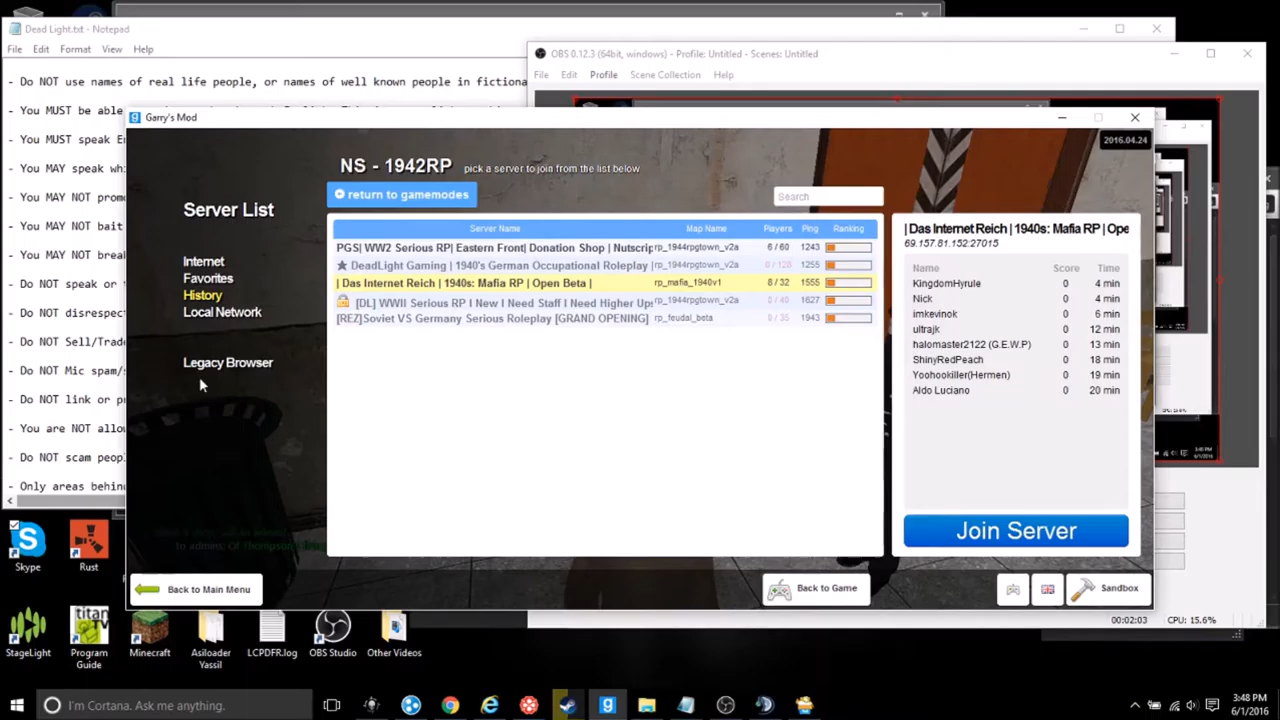 Dead Light.txt - Notepad
File Edit Format View Help
- Do NOT use names of real life people, or names of well known people in fictiona
- You MUST be able
- You MUST speak En
- You MAY speak whi
- You MAY NOT promo
- You MAY NOT bait
- You MAY NOT break
- Do NOT speak or t
- Do NOT disrespect
- Do NOT Sell/Trade
- Do NOT Mic spam/s
- Do NOT link or pr
- You are NOT allow
- Do NOT scam peopl
- Only areas behind
OBS 0.12.3 (64bit, windows) - Profile: Untitled - Scenes: Untitled
File Edit Profile Scene Collection Help
Garry's Mod
2016.04.24
NS - 1942RP pick a server to join from the list below
return to gamemodes
Search
Server List
Internet
Favorites
History
Local Network
Legacy Browser
Server Name Map Name Players Ping Ranking
PGS| WW2 Serious RP| Eastern Front| Donation Shop | Nutscrip rp_1944rpgtown_v2a 6 / 60 1243
DeadLight Gaming | 1940's German Occupational Roleplay | rp_1944rpgtown_v2a 0 / 128 1255
| Das Internet Reich | 1940s: Mafia RP | Open Beta | rp_mafia_1940v1 8 / 32 1555
[DL] WWII Serious RP I New I Need Staff I Need Higher Ups rp_1944rpgtown_v2a 0 / 40 1627
[REZ]Soviet VS Germany Serious Roleplay [GRAND OPENING] rp_feudal_beta 0 / 35 1943
| Das Internet Reich | 1940s: Mafia RP | Ope
69.157.81.152:27015
Name Score Time
KingdomHyrule 0 4 min
Nick 0 4 min
imkevinok 0 6 min
ultrajk 0 12 min
halomaster2122 (G.E.W.P) 0 13 min
ShinyRedPeach 0 18 min
Yoohookiller(Hermen) 0 19 min
Aldo Luciano 0 20 min
Join Server
Back to Main Menu
Back to Game
Sandbox
00:02:03 CPU: 15.6%
Skype
Rust
StageLight
titan
Program Guide
Minecraft
Asiloader Yassil
LCPDFR.log
OBS Studio
Other Videos
I'm Cortana. Ask me anything.
3:48 PM
6/1/2016